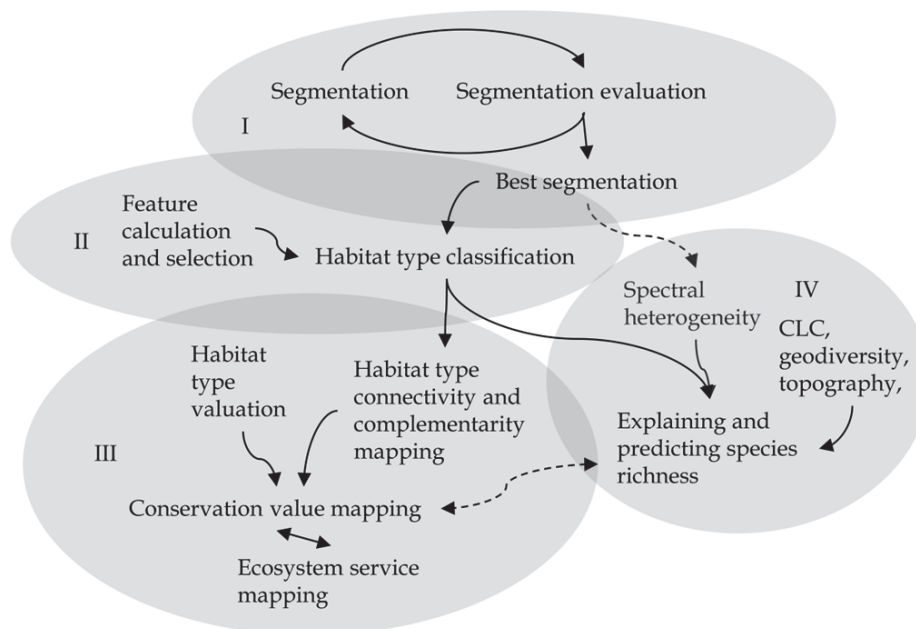 Segmentation
Segmentation evaluation
I
Best segmentation
Feature
calculation
and selection
II
Habitat type classification
Spectral
heterogeneity
IV
CLC,
geodiversity,
topography,
Habitat
type
valuation
Habitat type
connectivity and
complementarity
mapping
III
Explaining and
predicting species
richness
Conservation value mapping
Ecosystem service
mapping